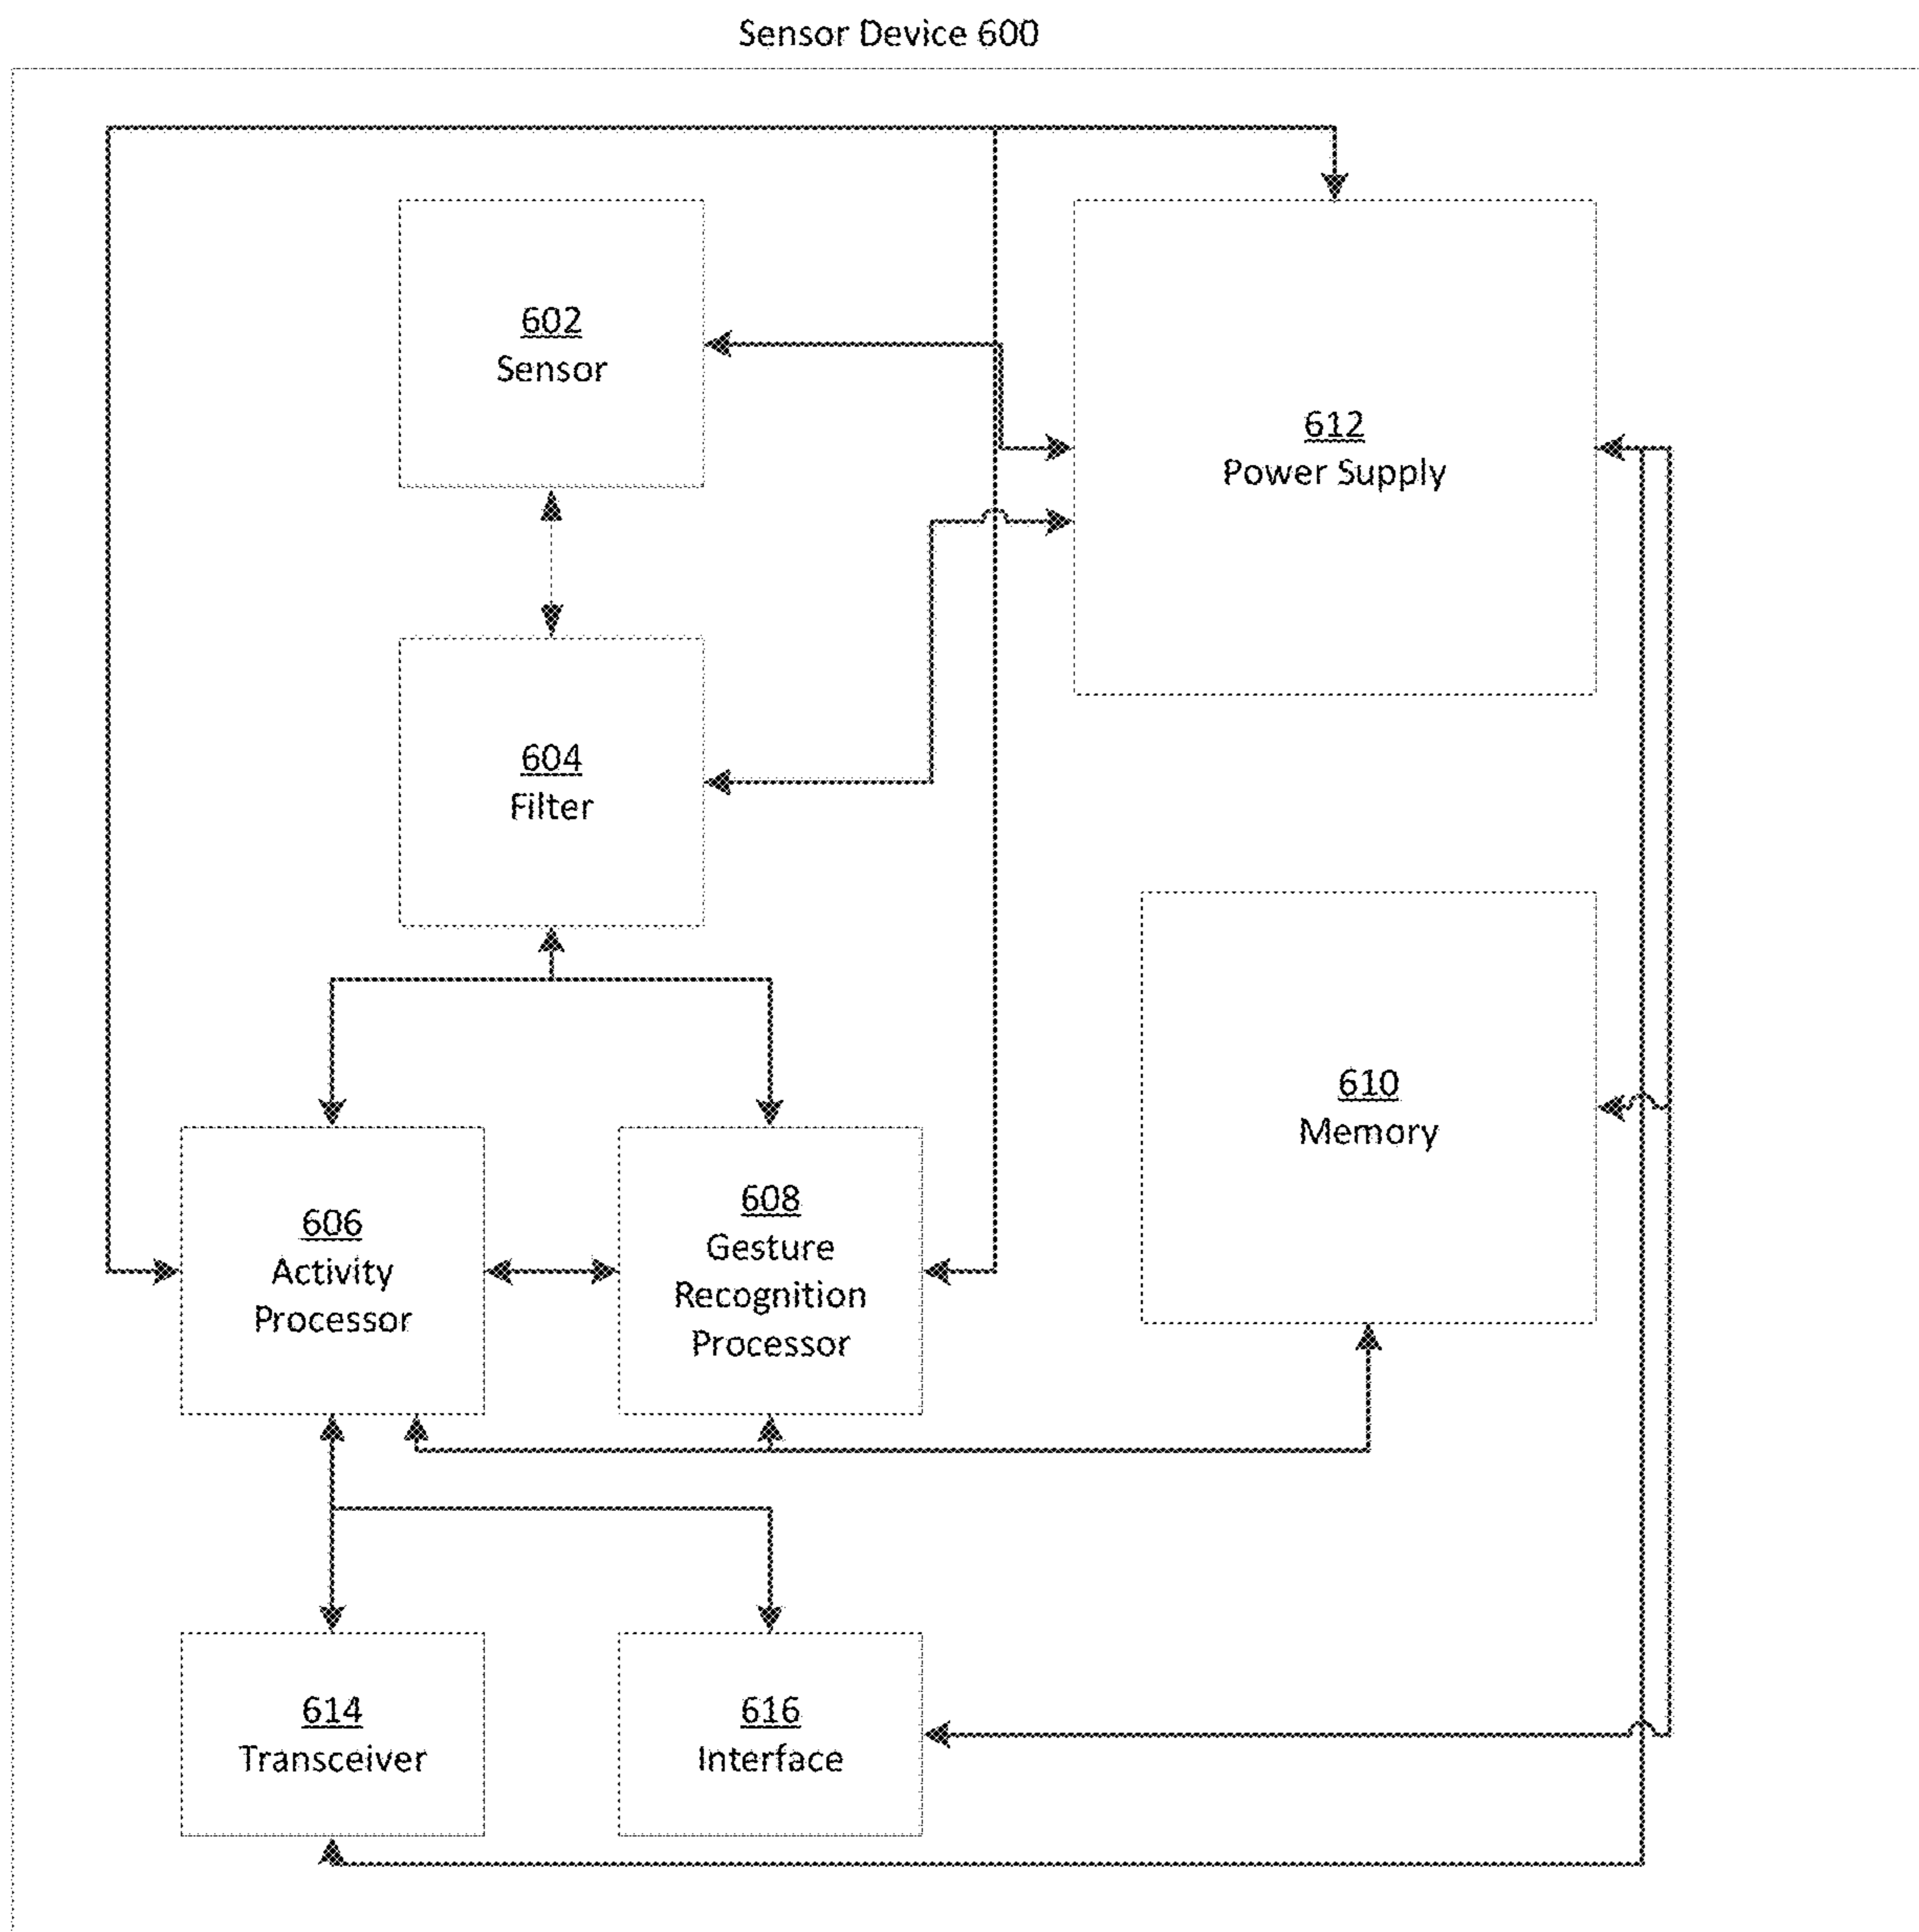 Sensor Device 600
602
Sensor
612
Power Supply
604
Filter
610
Memory
606
Activity
Processor
608
Gesture
Recognition
Processor
614
Transceiver
616
Interface